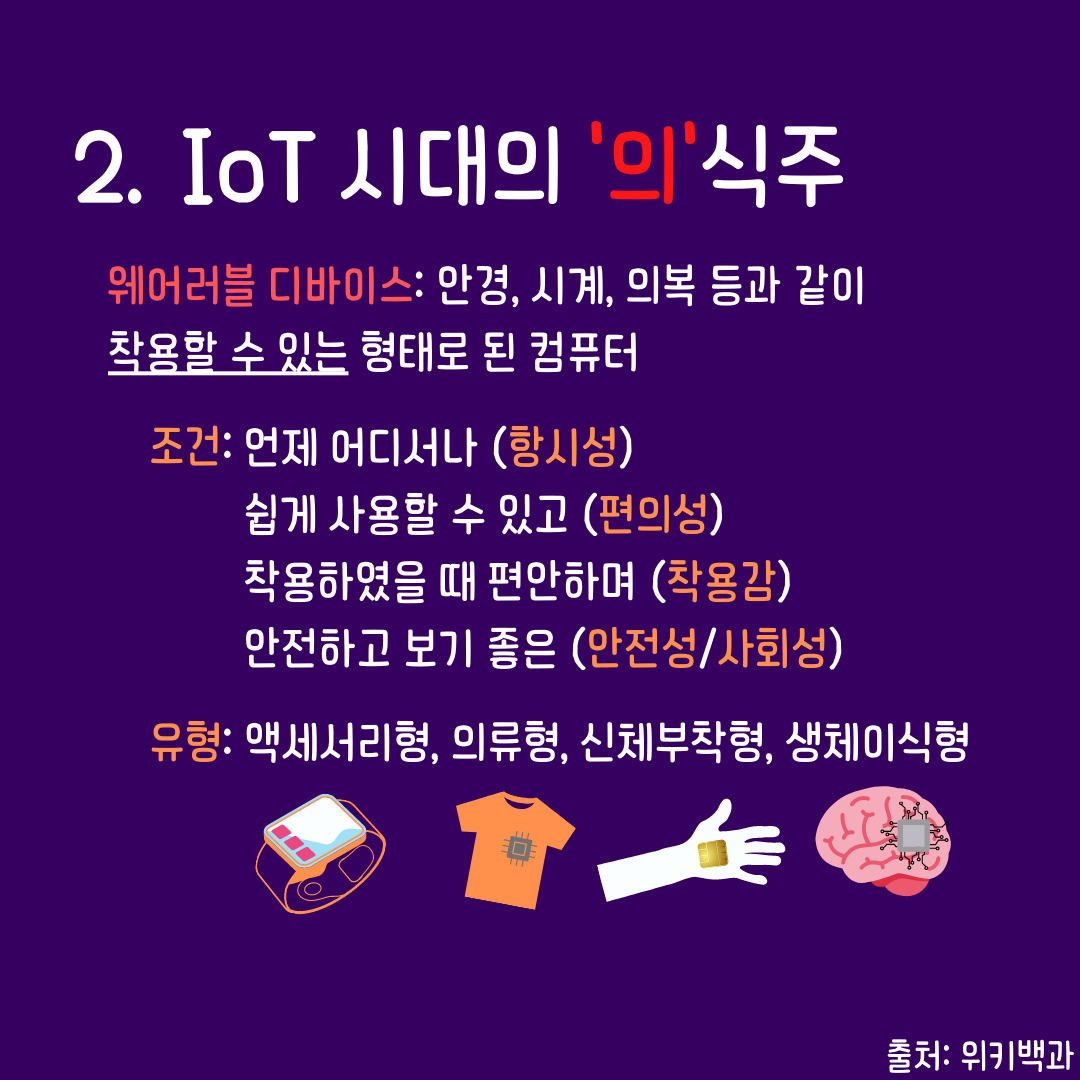 2. IoT 시대의 '의'식주
웨어러블 디바이스: 안경, 시계, 의복 등과 같이
착용할 수 있는 형태로 된 컴퓨터
조건: 언제 어디서나 (항시성)
쉽게 사용할 수 있고 (편의성)
착용하였을 때 편안하며 (착용감)
안전하고 보기 좋은 (안전성/사회성)
유형: 액세서리형, 의류형, 신체부착형, 생체이식형
출처: 위키백과